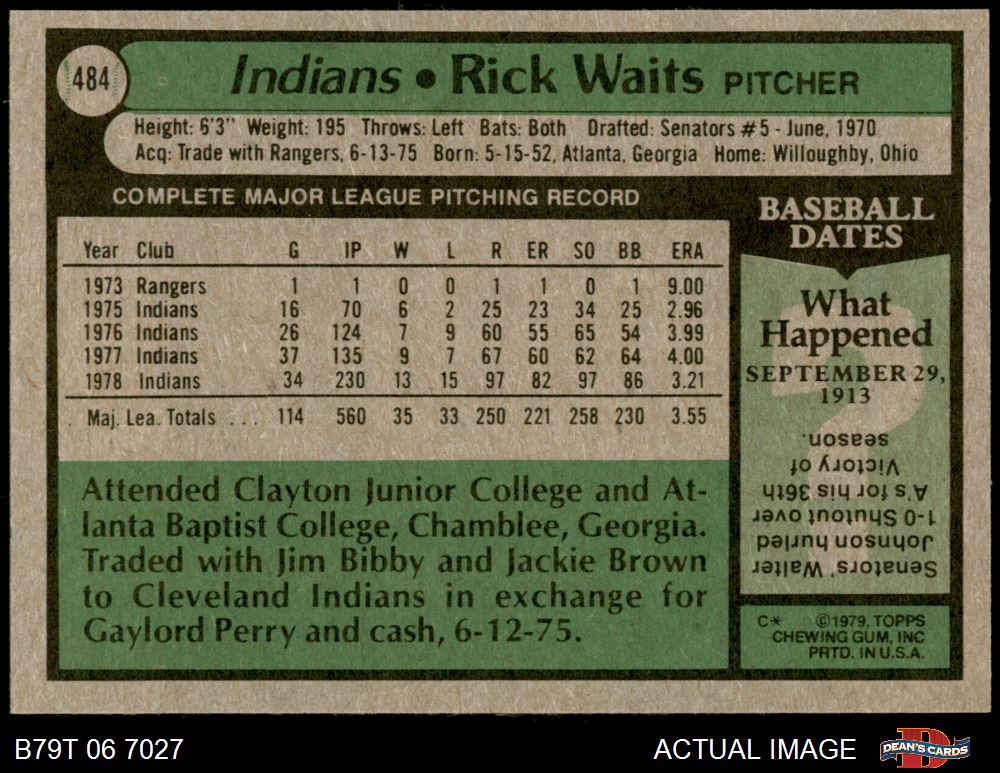 484
Indians • Rick Waits PITCHER
Height: 6'3" Weight: 195 Throws: Left Bats: Both Drafted: Senators #5 - June, 1970
Acq: Trade with Rangers, 6-13-75 Born: 5-15-52, Atlanta, Georgia Home: Willoughby, Ohio
COMPLETE MAJOR LEAGUE PITCHING RECORD
Year Club G IP W L R ER SO BB ERA
1973 Rangers 1 1 0 0 1 1 0 1 9.00
1975 Indians 16 70 6 2 25 23 34 25 2.96
1976 Indians 26 124 7 9 60 55 65 54 3.99
1977 Indians 37 135 9 7 67 60 62 64 4.00
1978 Indians 34 230 13 15 97 82 97 86 3.21
Maj. Lea. Totals ... 114 560 35 33 250 221 258 230 3.55
Attended Clayton Junior College and At-
lanta Baptist College, Chamblee, Georgia.
Traded with Jim Bibby and Jackie Brown
to Cleveland Indians in exchange for
Gaylord Perry and cash, 6-12-75.
BASEBALL
DATES
What
Happened
SEPTEMBER 29,
1913
?
Senators' Walter
Johnson hurled
1-0 Shutout over
A's for his 36th
Victory of
season.
C* ©1979, TOPPS
CHEWING GUM, INC
PRTD. IN U.S.A.
B79T 06 7027
ACTUAL IMAGE
DEAN'S CARDS